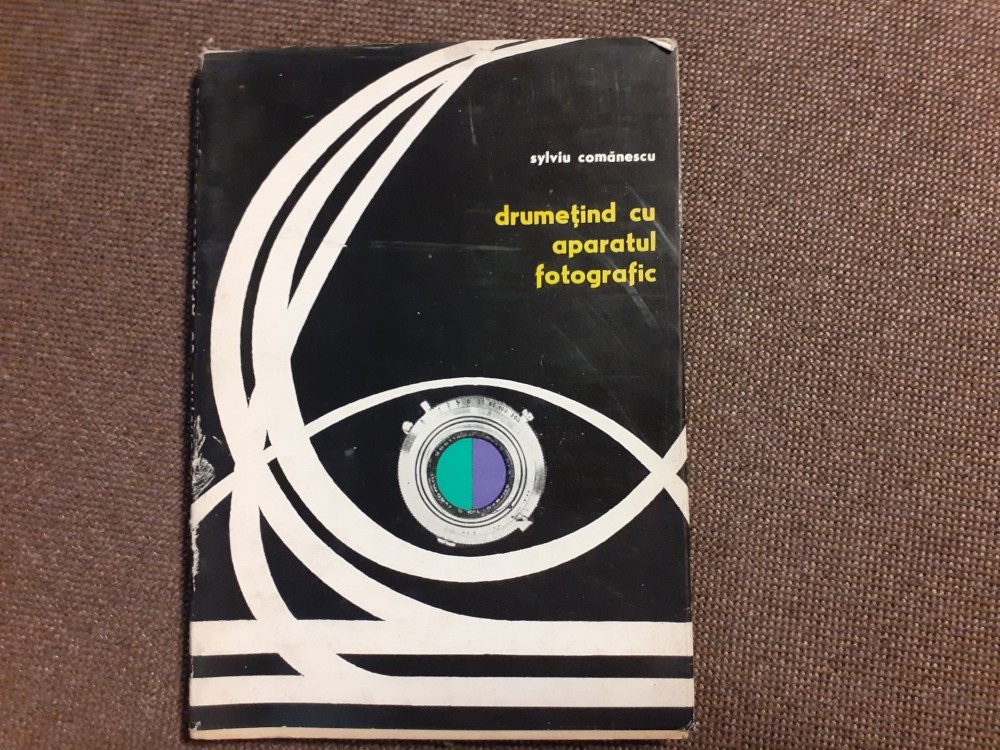 sylviu comănescu
drumețind cu
aparatul
fotografic